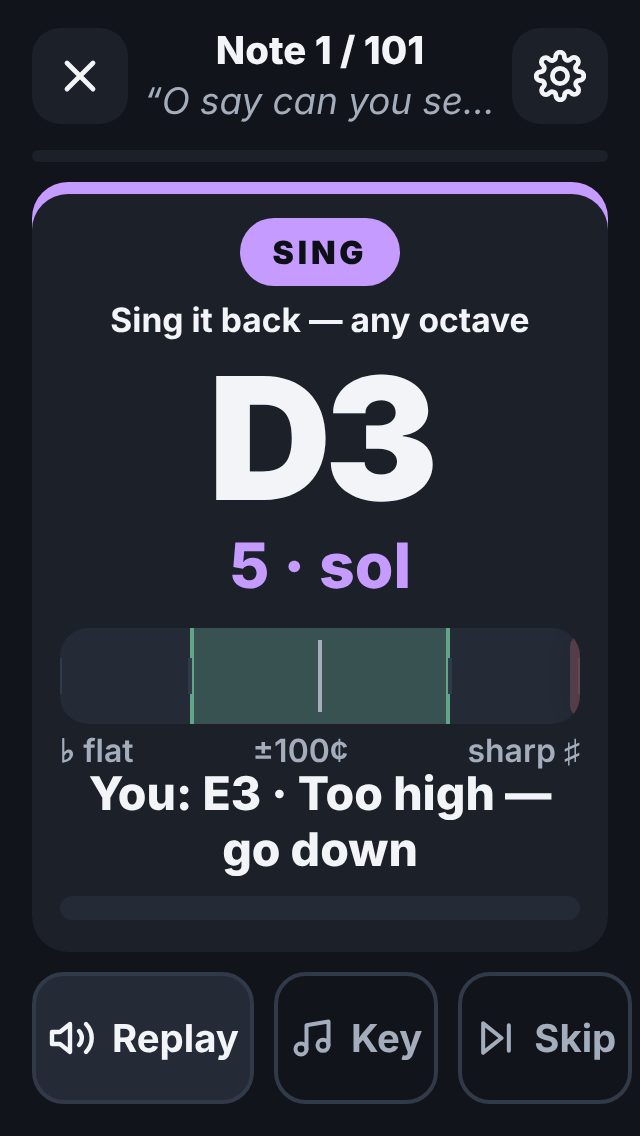 Note 1 / 101
“O say can you se...
SING
Sing it back — any octave
D3
5 · sol
♭ flat ±100¢ sharp ♯
You: E3 · Too high —
go down
Replay Key Skip